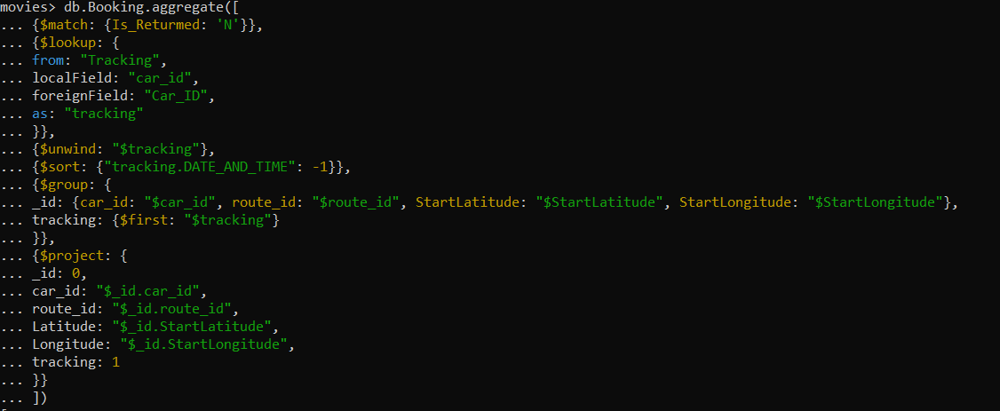 movies> db.Booking.aggregate([
... {$match: {Is_Returmed: 'N'}},
... {$lookup: {
... from: "Tracking",
... localField: "car_id",
... foreignField: "Car_ID",
... as: "tracking"
... }},
... {$unwind: "$tracking"},
... {$sort: {"tracking.DATE_AND_TIME": -1}},
... {$group: {
... _id: {car_id: "$car_id", route_id: "$route_id", StartLatitude: "$StartLatitude", StartLongitude: "$StartLongitude"},
... tracking: {$first: "$tracking"}
... }},
... {$project: {
... _id: 0,
... car_id: "$_id.car_id",
... route_id: "$_id.route_id",
... Latitude: "$_id.StartLatitude",
... Longitude: "$_id.StartLongitude",
... tracking: 1
... }}
... ])